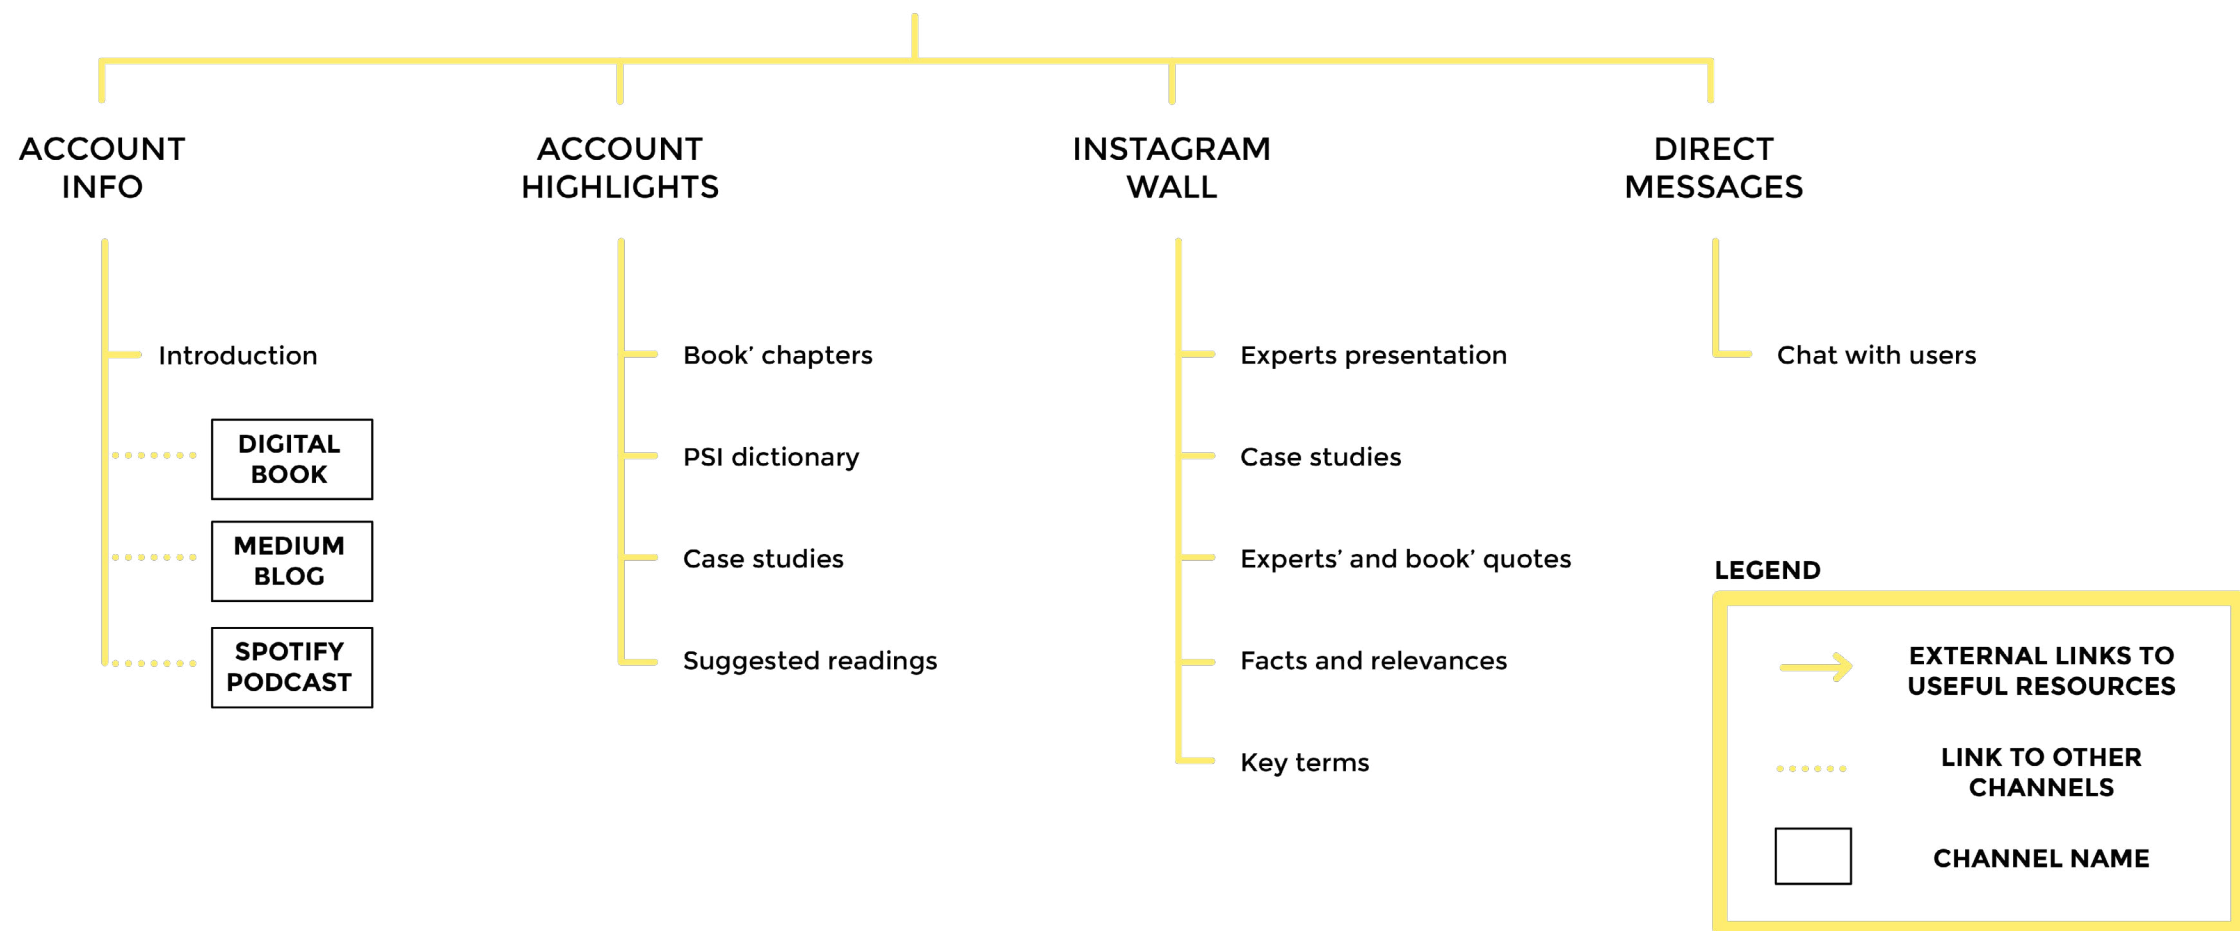 ACCOUNT
INFO
Introduction
DIGITAL
BOOK
MEDIUM
BLOG
SPOTIFY
PODCAST
ACCOUNT
HIGHLIGHTS
Book’ chapters
PSI dictionary
Case studies
Suggested readings
INSTAGRAM
WALL
Experts presentation
Case studies
Experts’ and book’ quotes
Facts and relevances
Key terms
DIRECT
MESSAGES
Chat with users
LEGEND
EXTERNAL LINKS TO
USEFUL RESOURCES
LINK TO OTHER
CHANNELS
CHANNEL NAME